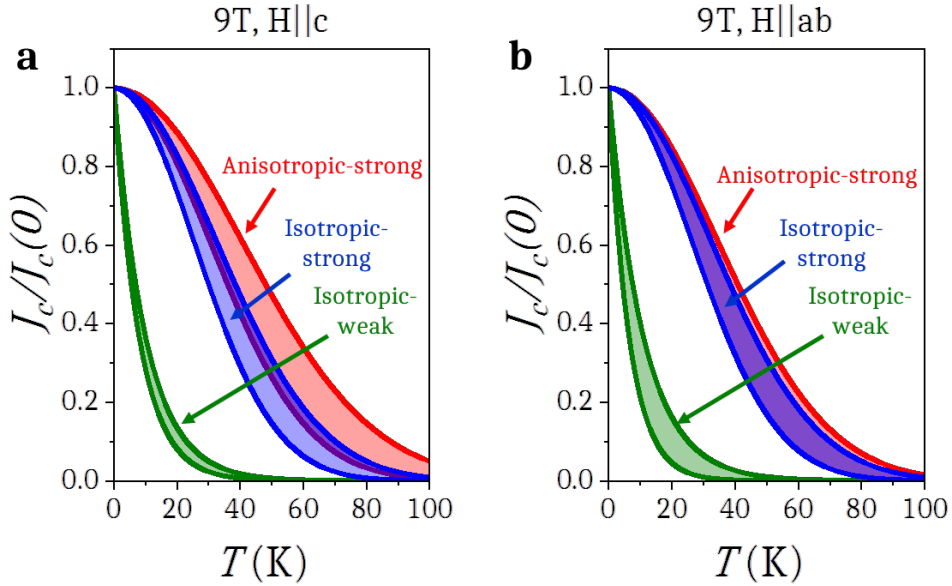 9T, H||c
a
J_c/J_c(0)
1.0
0.8
0.6
0.4
0.2
0.0
Anisotropic-strong
Isotropic-
strong
Isotropic-
weak
0 20 40 60 80 100
T(K)
9T, H||ab
b
J_c/J_c(0)
1.0
0.8
0.6
0.4
0.2
0.0
Anisotropic-strong
Isotropic-
strong
Isotropic-
weak
0 20 40 60 80 100
T(K)